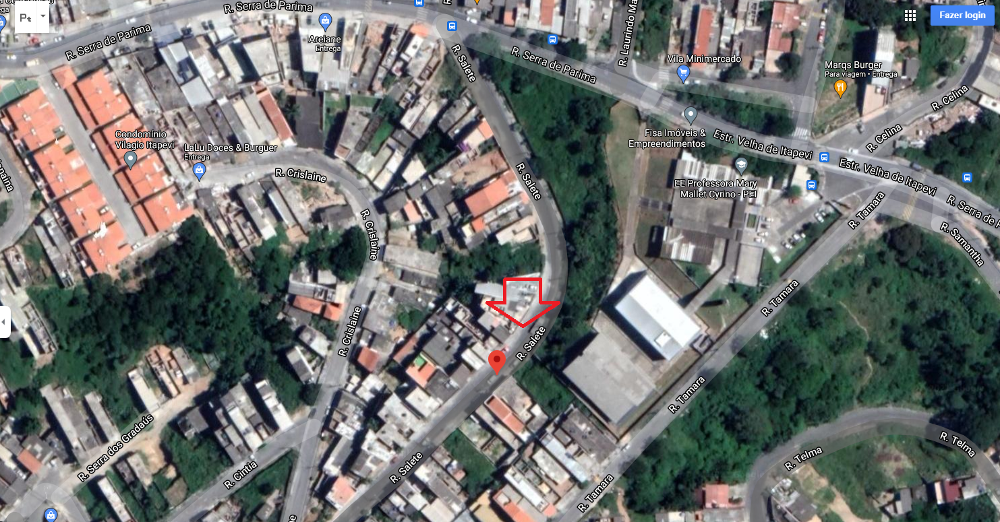 Pt
Fazer login
R. Serra de Parima
R. Serra de Parima
Areiane
Entrega
R. Salete
R. Serra de Parima
R. Laurindo Ma
Vila Minimercado
Marqs Burger
Para viagem • Entrega
R. Celina
R. Celina
Condomínio
Vilagio Itapevi
LaLu Doces & Burguer
Entrega
R. Crislaine
R. Salete
Fisa Imóveis &
Empreendimentos
Estr. Velha de Itapevi
Estr. Velha de Itapevi
EE Professora Mary
Mallet Cyrino - PEI
R. Tamara
R. Serra de P
R. Samantha
R. Crislaine
R. Tamara
R. Crislaine
R. Salete
R. Tamara
R. Serra dos Gradaús
R. Cintia
R. Salete
R. Tamara
R. Telma
R. Telma